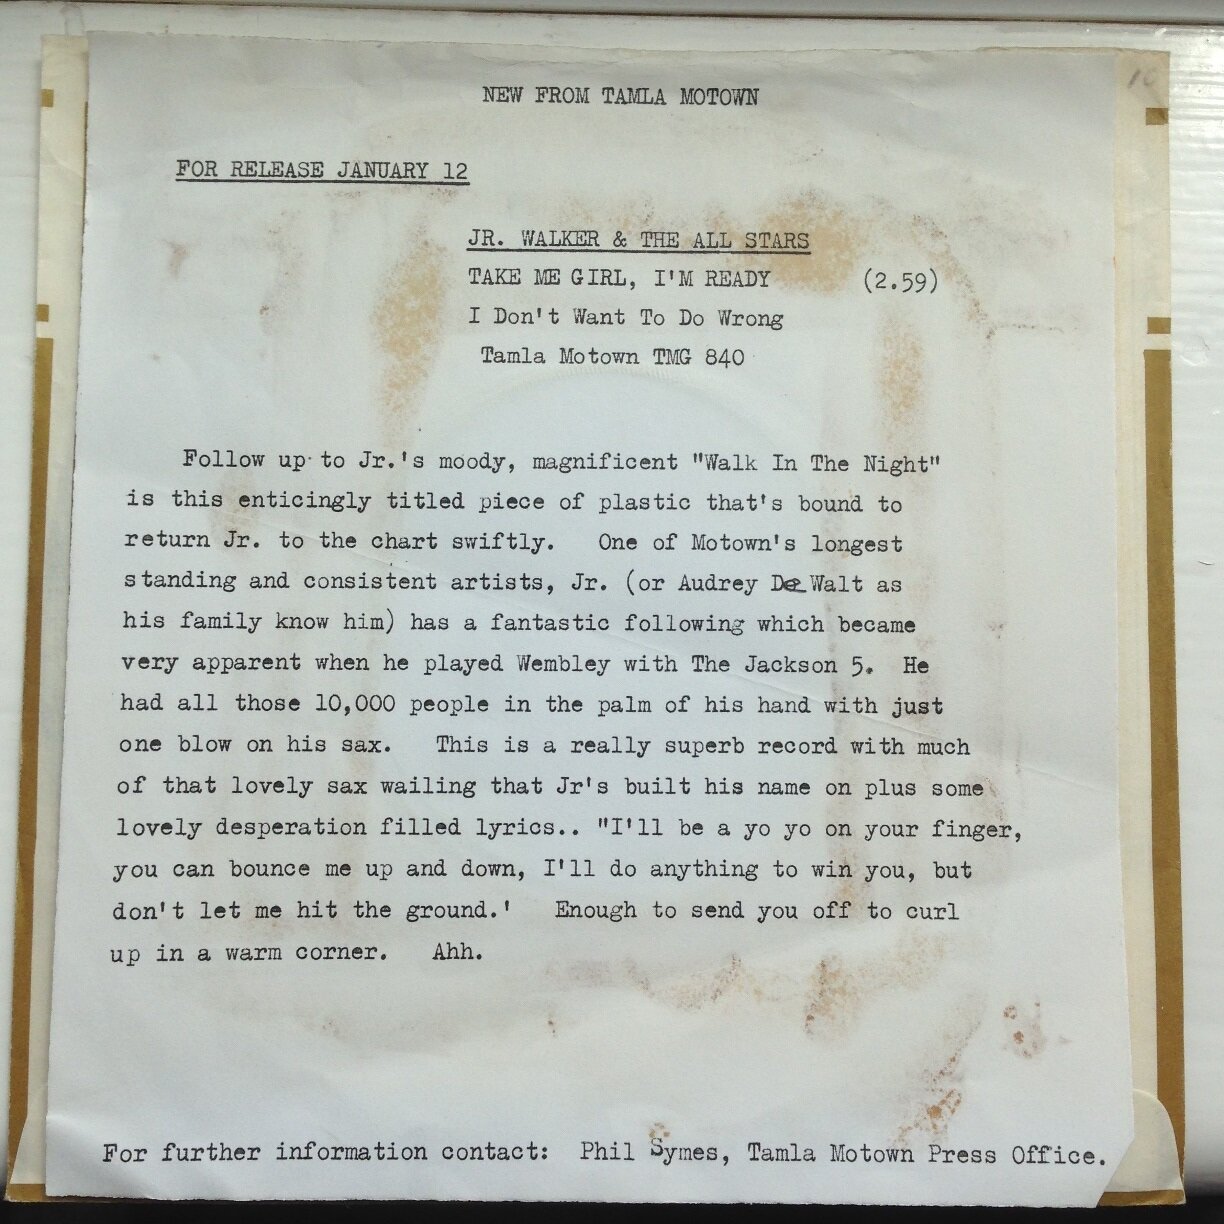 NEW FROM TAMLA MOTOWN
FOR RELEASE JANUARY 12
JR. WALKER & THE ALL STARS
TAKE ME GIRL, I'M READY (2.59)
I Don't Want To Do Wrong
Tamla Motown TMG 840
Follow up to Jr.'s moody, magnificent "Walk In The Night"
is this enticingly titled piece of plastic that's bound to
return Jr. to the chart swiftly. One of Motown's longest
standing and consistent artists, Jr. (or Audrey De Walt as
his family know him) has a fantastic following which became
very apparent when he played Wembley with The Jackson 5. He
had all those 10,000 people in the palm of his hand with just
one blow on his sax. This is a really superb record with much
of that lovely sax wailing that Jr's built his name on plus some
lovely desperation filled lyrics.. "I'll be a yo yo on your finger,
you can bounce me up and down, I'll do anything to win you, but
don't let me hit the ground.' Enough to send you off to curl
up in a warm corner. Ahh.
For further information contact: Phil Symes, Tamla Motown Press Office.